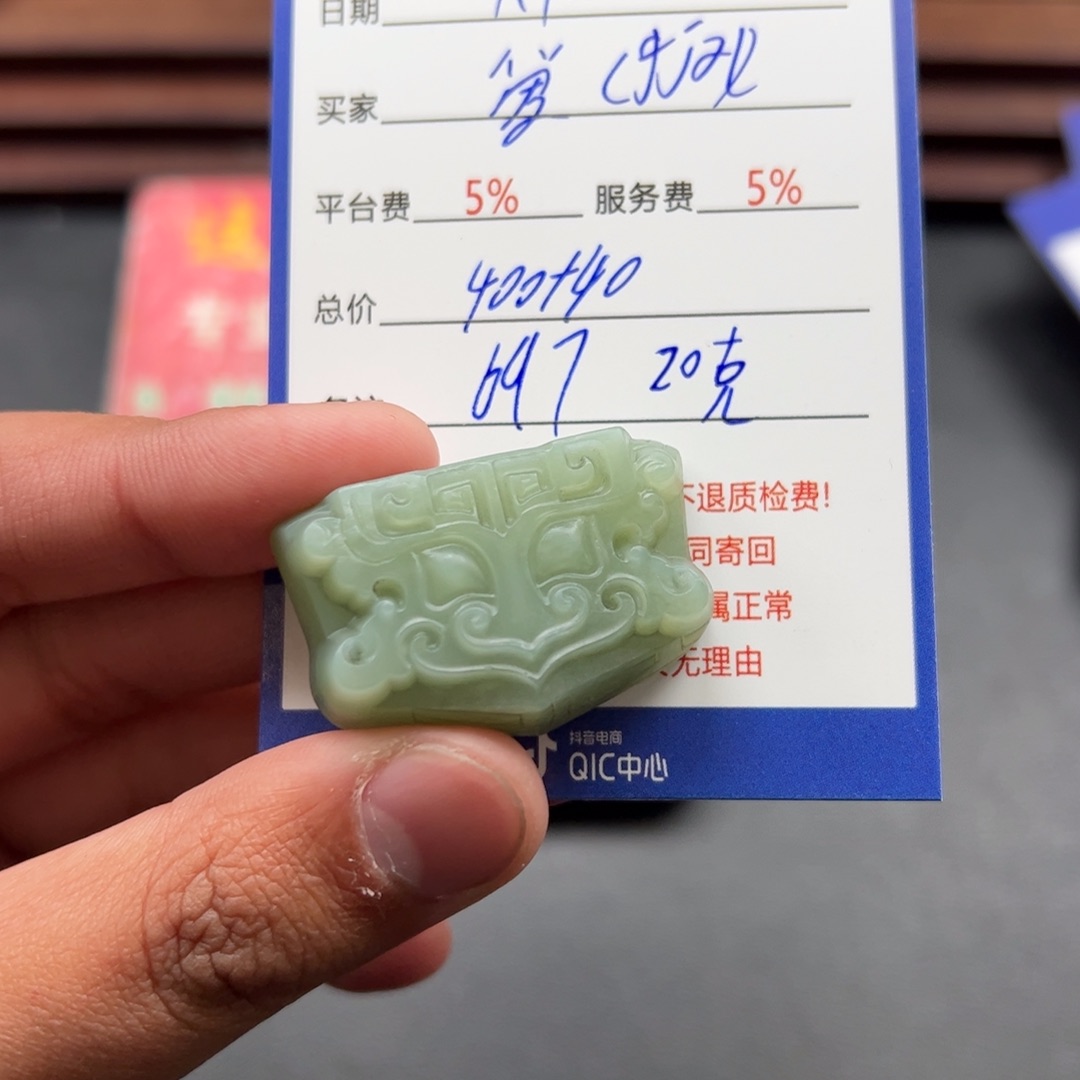 日期
买家
平台费 5% 服务费 5%
总价 400+40
697 20克
不退质检费!
同寄回
属正常
无理由
抖音电商
QIC中心